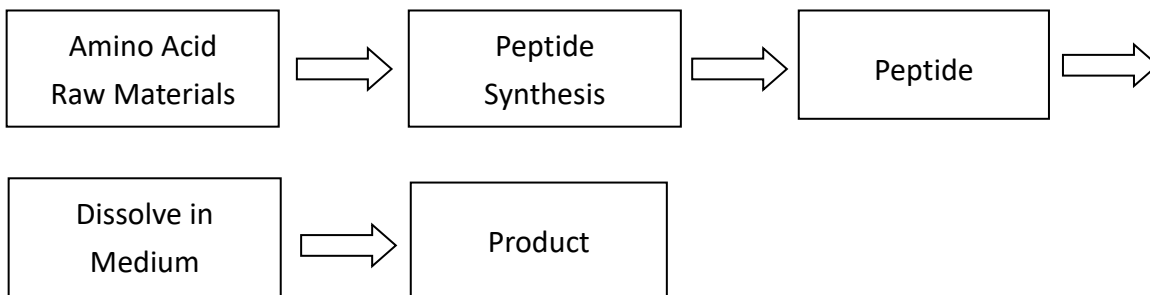 Amino Acid
Raw Materials
Peptide
Synthesis
Peptide
Dissolve in
Medium
Product